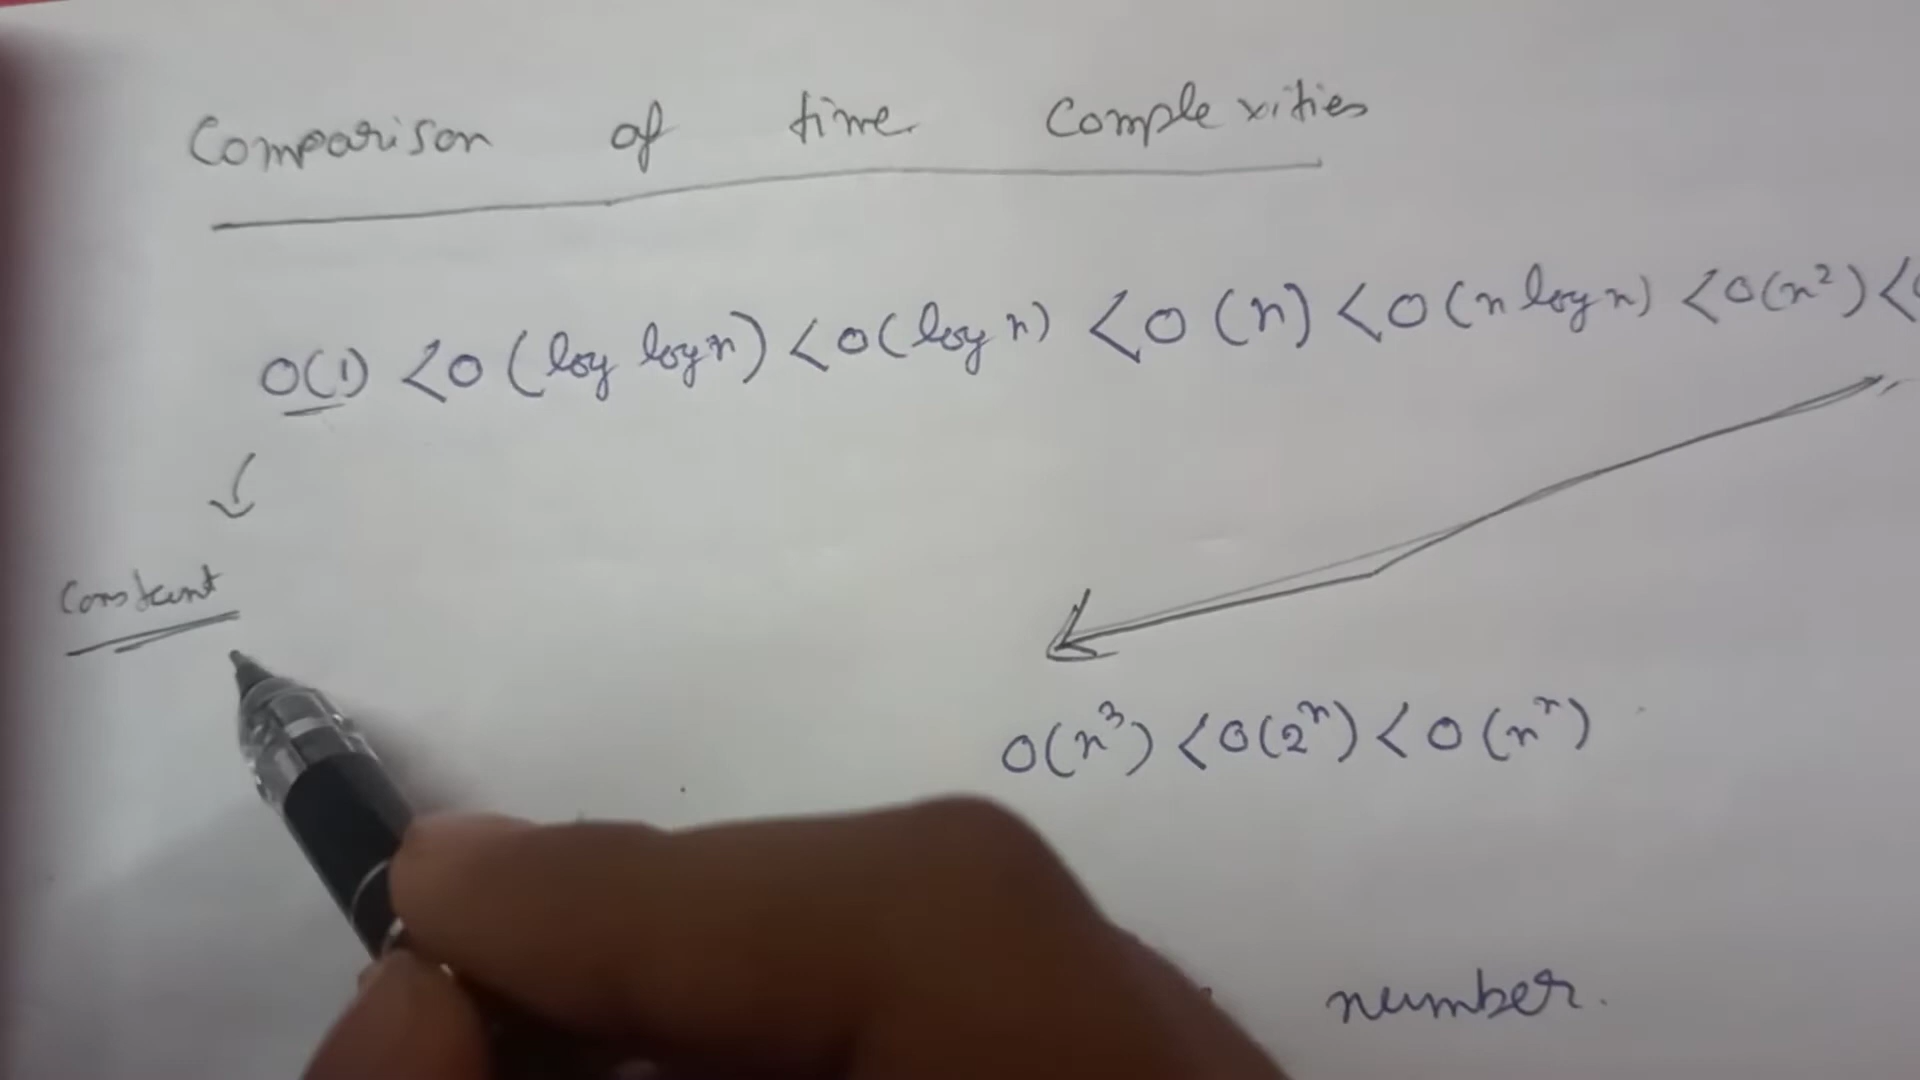 Comparison of time Complexities
O(1) < O(log log n) < O(log n) < O(n) < O(n log n) < O(n²) <
Constant
O(n³) < O(2ⁿ) < O(nⁿ)
number.